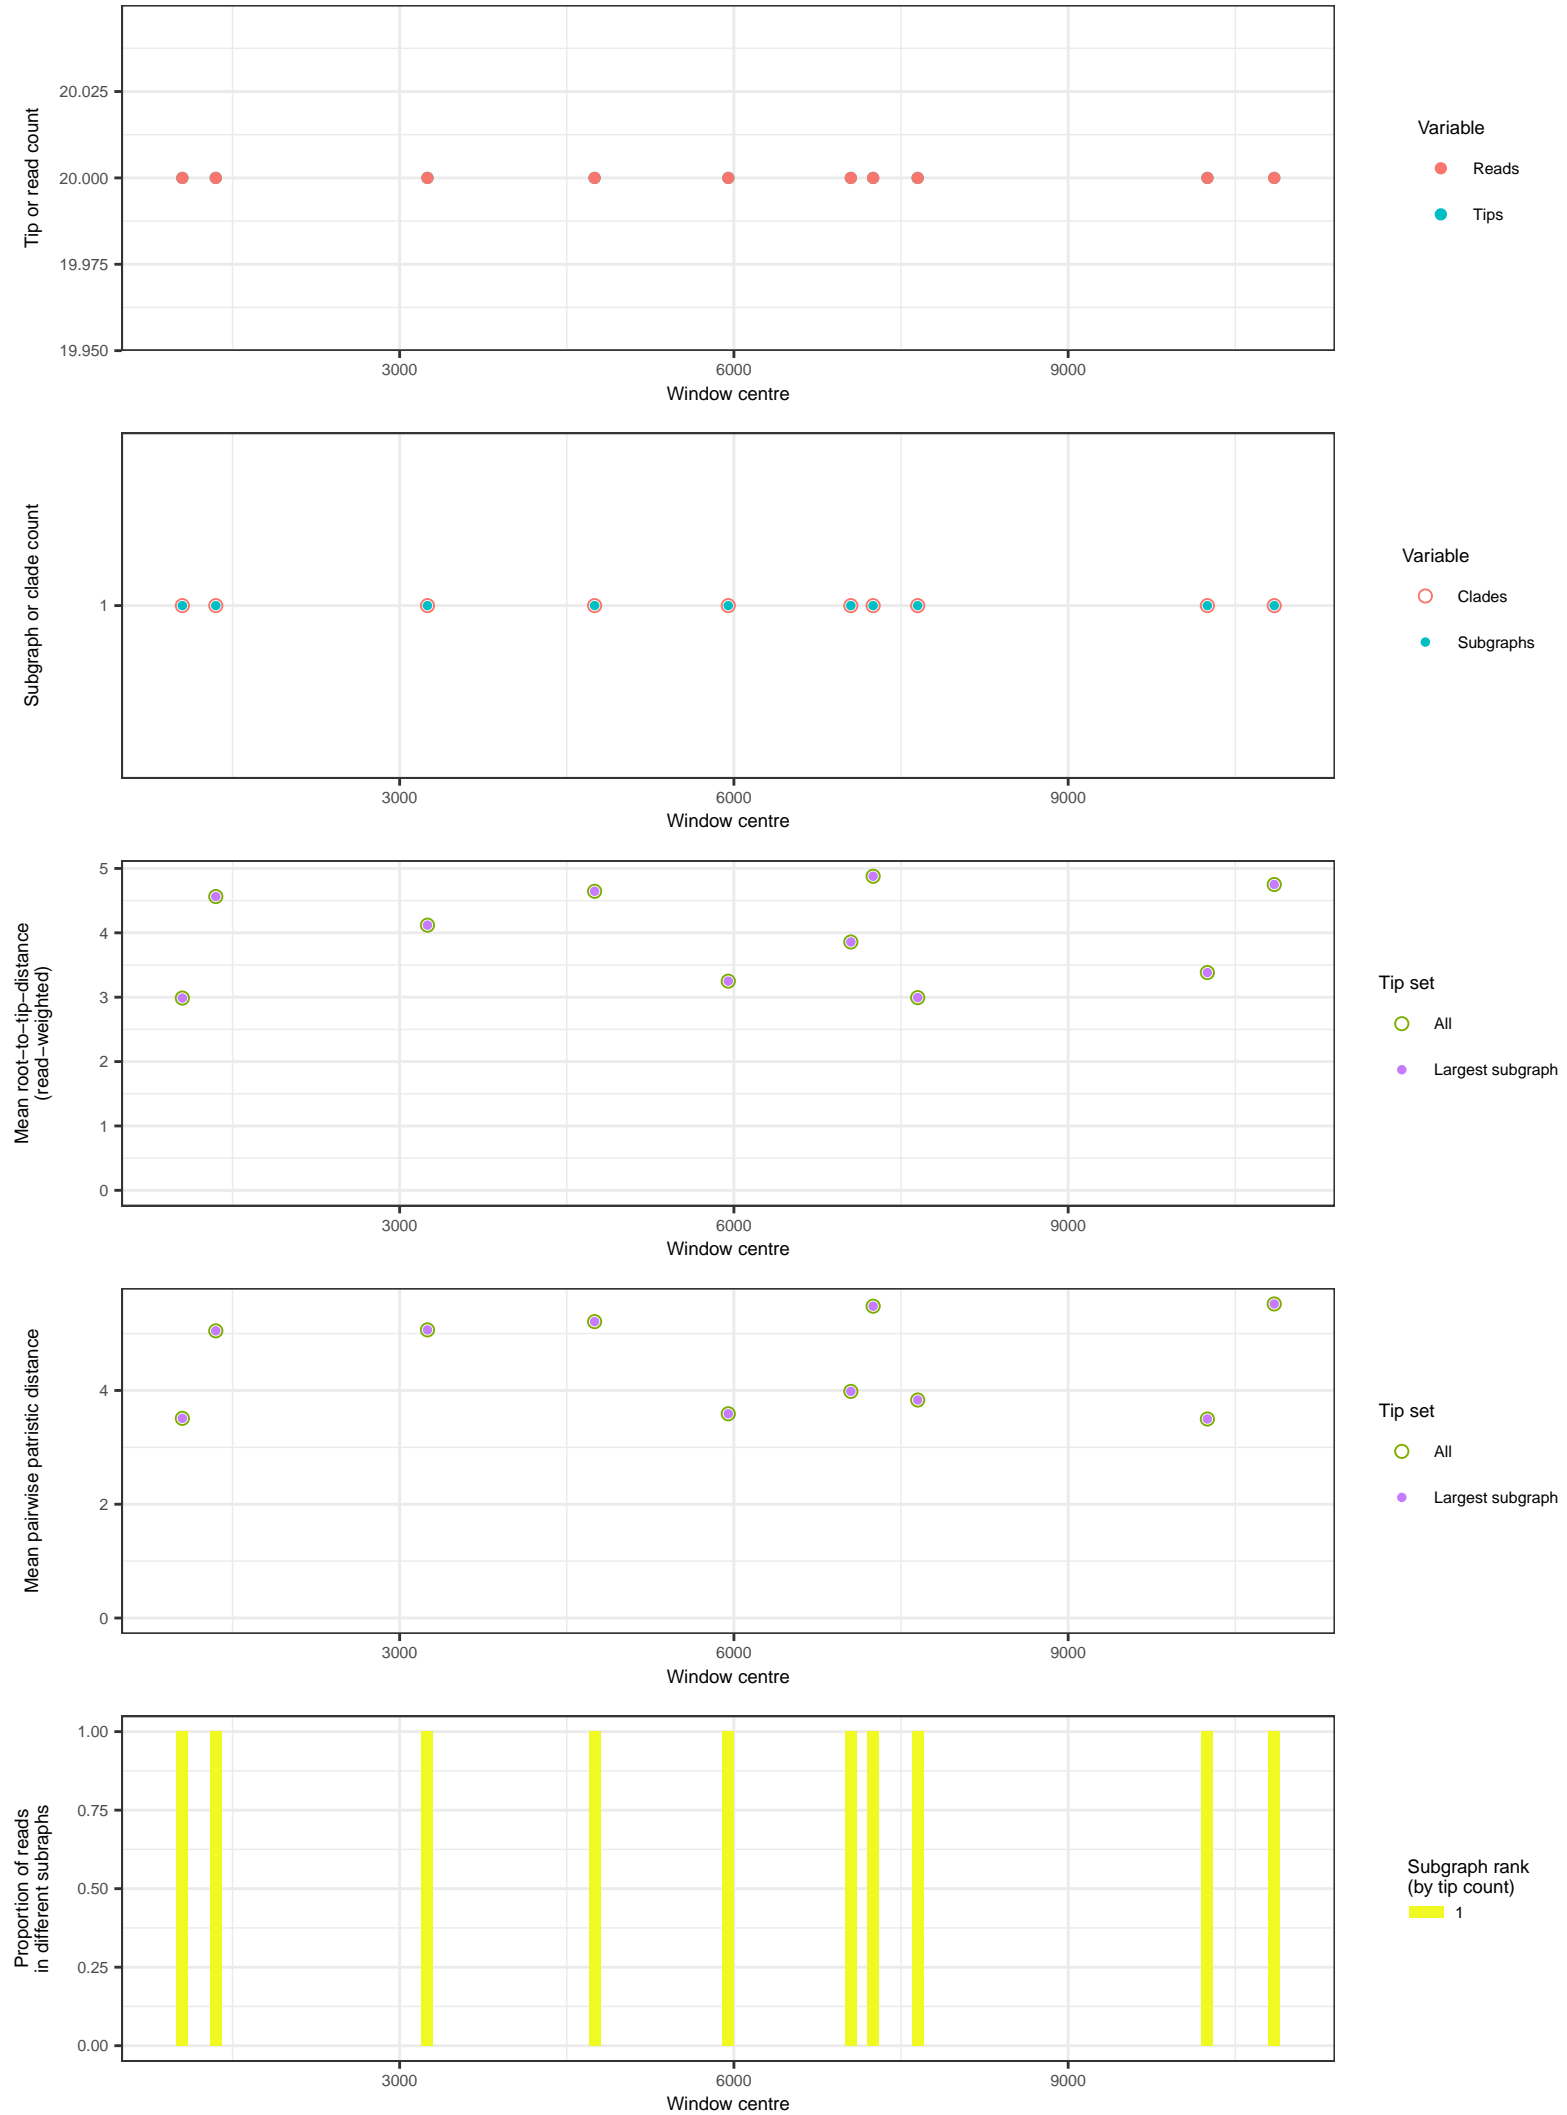 Tip or read count
20.025
20.000
19.975
19.950
3000 6000 9000
Window centre
Variable
Reads
Tips
Subgraph or clade count
1
3000 6000 9000
Window centre
Variable
Clades
Subgraphs
Mean root−to−tip−distance
(read−weighted)
5
4
3
2
1
0
3000 6000 9000
Window centre
Tip set
All
Largest subgraph
Mean pairwise patristic distance
4
2
0
3000 6000 9000
Window centre
Tip set
All
Largest subgraph
Proportion of reads
in different subraphs
1.00
0.75
0.50
0.25
0.00
3000 6000 9000
Window centre
Subgraph rank
(by tip count)
1